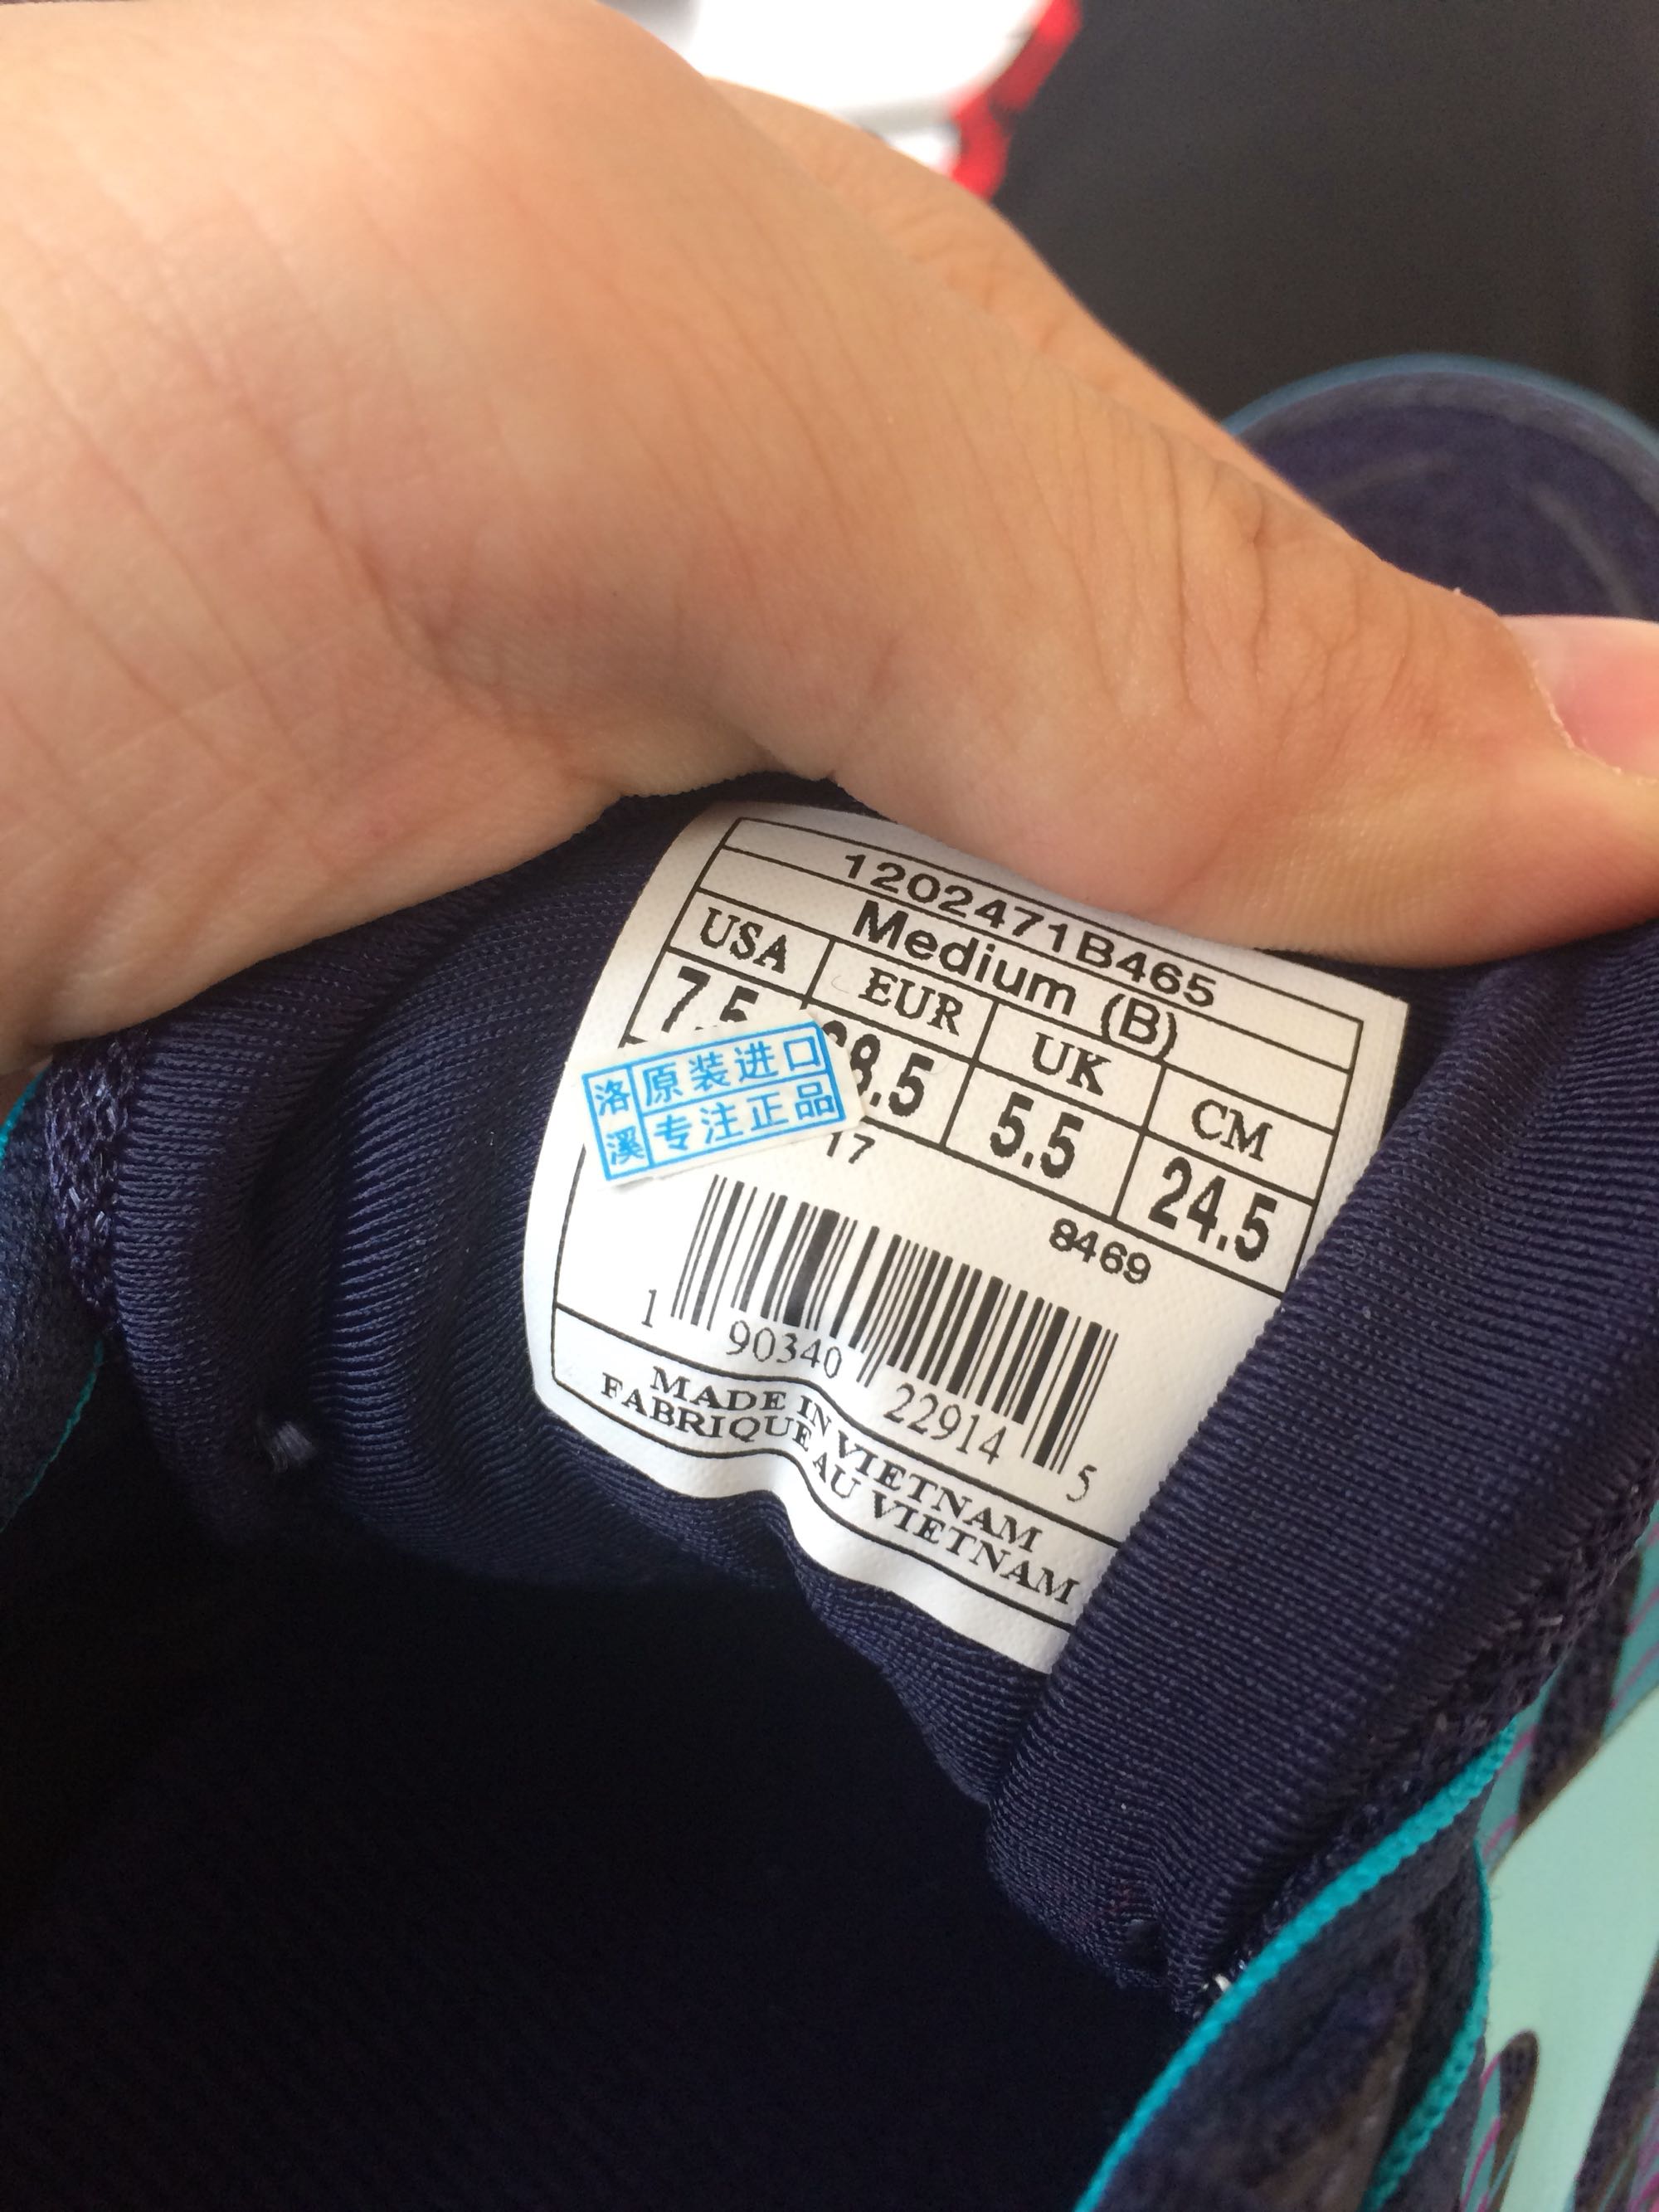 1202471B465
Medium (B)
USA EUR UK CM
7.5 38.5 5.5 24.5
洛溪 原装进口
专注正品
17 8469
1 90340 22914 5
MADE IN VIETNAM
FABRIQUE AU VIETNAM